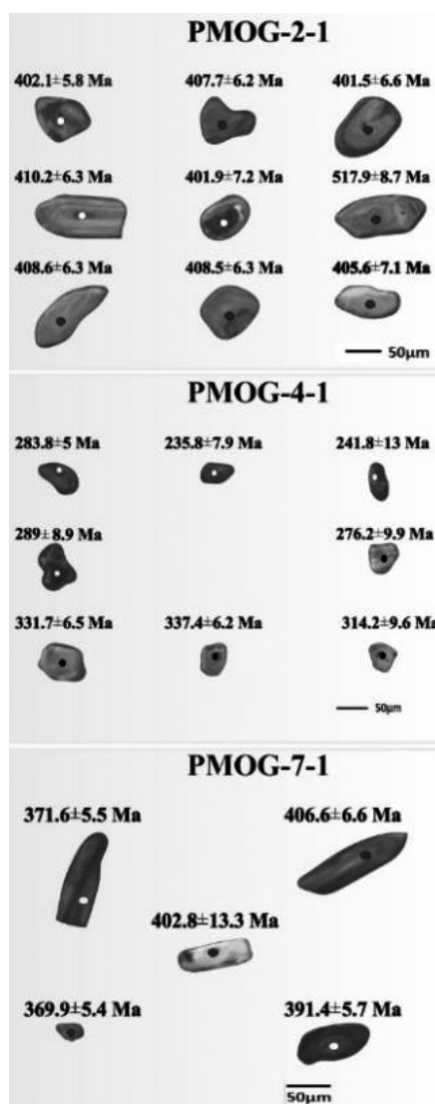 PMOG-2-1
402.1±5.8 Ma 407.7±6.2 Ma 401.5±6.6 Ma
410.2±6.3 Ma 401.9±7.2 Ma 517.9±8.7 Ma
408.6±6.3 Ma 408.5±6.3 Ma 405.6±7.1 Ma
50μm
PMOG-4-1
283.8±5 Ma 235.8±7.9 Ma 241.8±13 Ma
289±8.9 Ma 276.2±9.9 Ma
331.7±6.5 Ma 337.4±6.2 Ma 314.2±9.6 Ma
50μm
PMOG-7-1
371.6±5.5 Ma 406.6±6.6 Ma
402.8±13.3 Ma
369.9±5.4 Ma 391.4±5.7 Ma
50μm